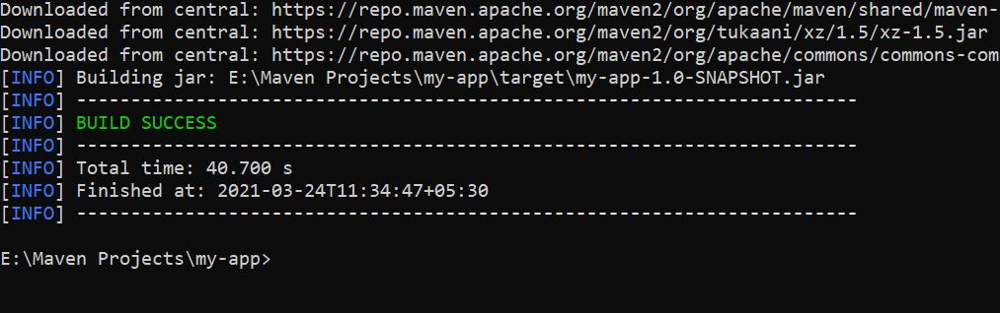 Downloaded from central: https://repo.maven.apache.org/maven2/org/apache/maven/shared/maven-
Downloaded from central: https://repo.maven.apache.org/maven2/org/tukaani/xz/1.5/xz-1.5.jar
Downloaded from central: https://repo.maven.apache.org/maven2/org/apache/commons/commons-com
[INFO] Building jar: E:\Maven Projects\my-app\target\my-app-1.0-SNAPSHOT.jar
[INFO] ------------------------------------------------------------------------
[INFO] BUILD SUCCESS
[INFO] ------------------------------------------------------------------------
[INFO] Total time: 40.700 s
[INFO] Finished at: 2021-03-24T11:34:47+05:30
[INFO] ------------------------------------------------------------------------
E:\Maven Projects\my-app>